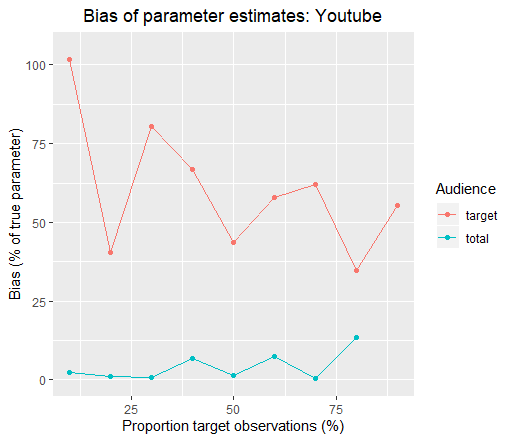 Bias of parameter estimates: Youtube
Bias (% of true parameter)
100
75
50
25
0
25
50
75
Proportion target observations (%)
Audience
target
total